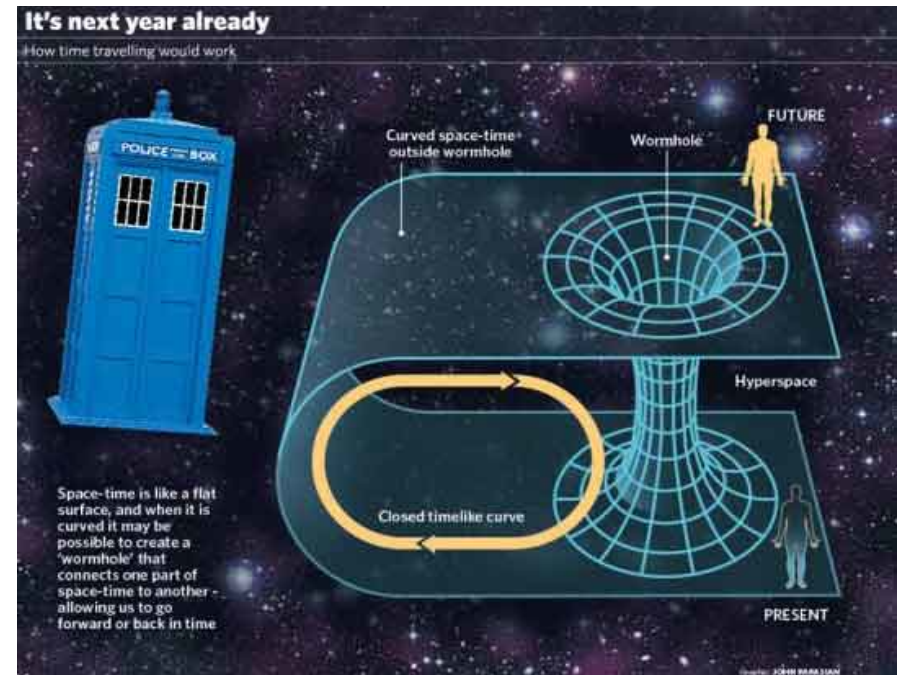 It's next year already
How time travelling would work
POLICE BOX
Curved space-time
outside wormhole
Wormhole
FUTURE
Hyperspace
Closed timelike curve
PRESENT
Space-time is like a flat
surface, and when it is
curved it may be
possible to create a
'wormhole' that
connects one part of
space-time to another -
allowing us to go
forward or back in time